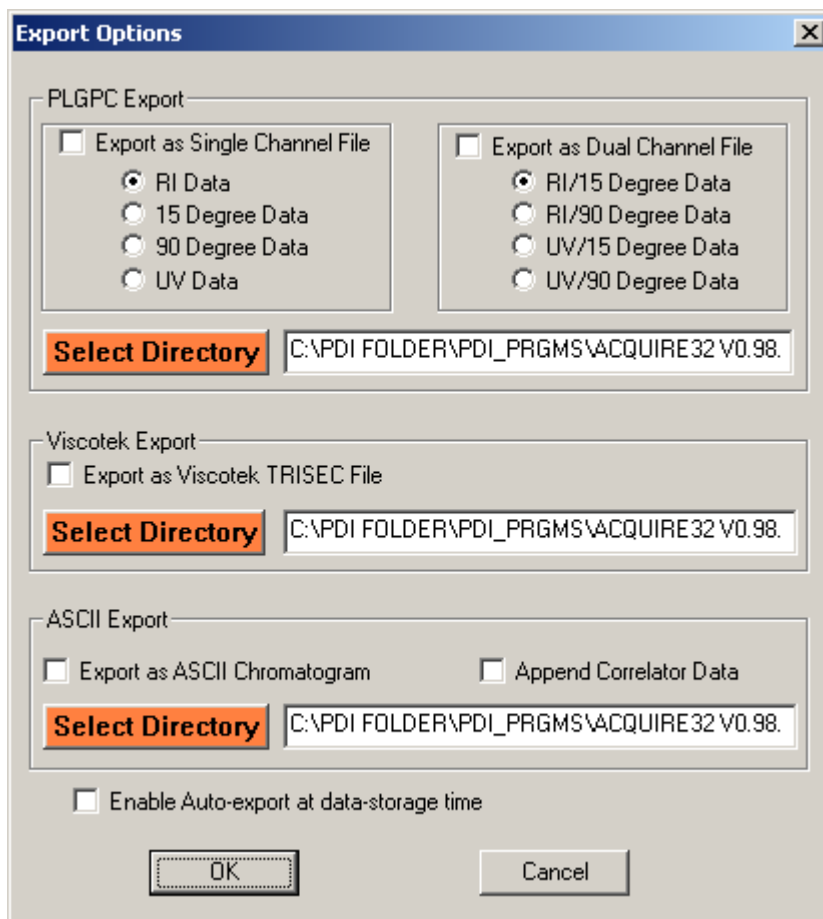 Export Options
PLGPC Export
Export as Single Channel File
RI Data
15 Degree Data
90 Degree Data
UV Data
Export as Dual Channel File
RI/15 Degree Data
RI/90 Degree Data
UV/15 Degree Data
UV/90 Degree Data
Select Directory
C:\PDI FOLDER\PDI_PRGMS\ACQUIRE32 V0.98.
Viscotek Export
Export as Viscotek TRISEC File
Select Directory
C:\PDI FOLDER\PDI_PRGMS\ACQUIRE32 V0.98.
ASCII Export
Export as ASCII Chromatogram
Append Correlator Data
Select Directory
C:\PDI FOLDER\PDI_PRGMS\ACQUIRE32 V0.98.
Enable Auto-export at data-storage time
OK
Cancel